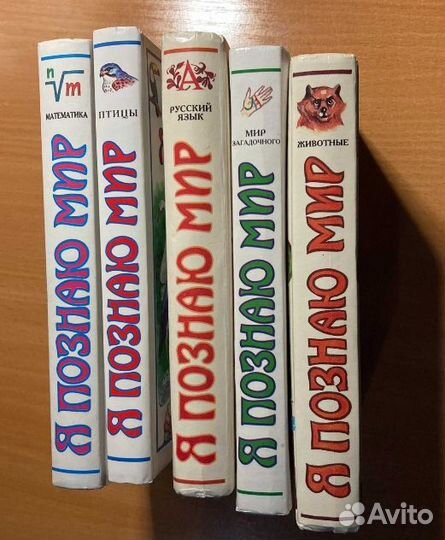 n√m
МАТЕМАТИКА
Я ПОЗНАЮ МИР
ПТИЦЫ
Я ПОЗНАЮ МИР
А
РУССКИЙ
ЯЗЫК
Я ПОЗНАЮ МИР
МИР
ЗАГАДОЧНОГО
Я ПОЗНАЮ МИР
ЖИВОТНЫЕ
Я ПОЗНАЮ МИР
Avito